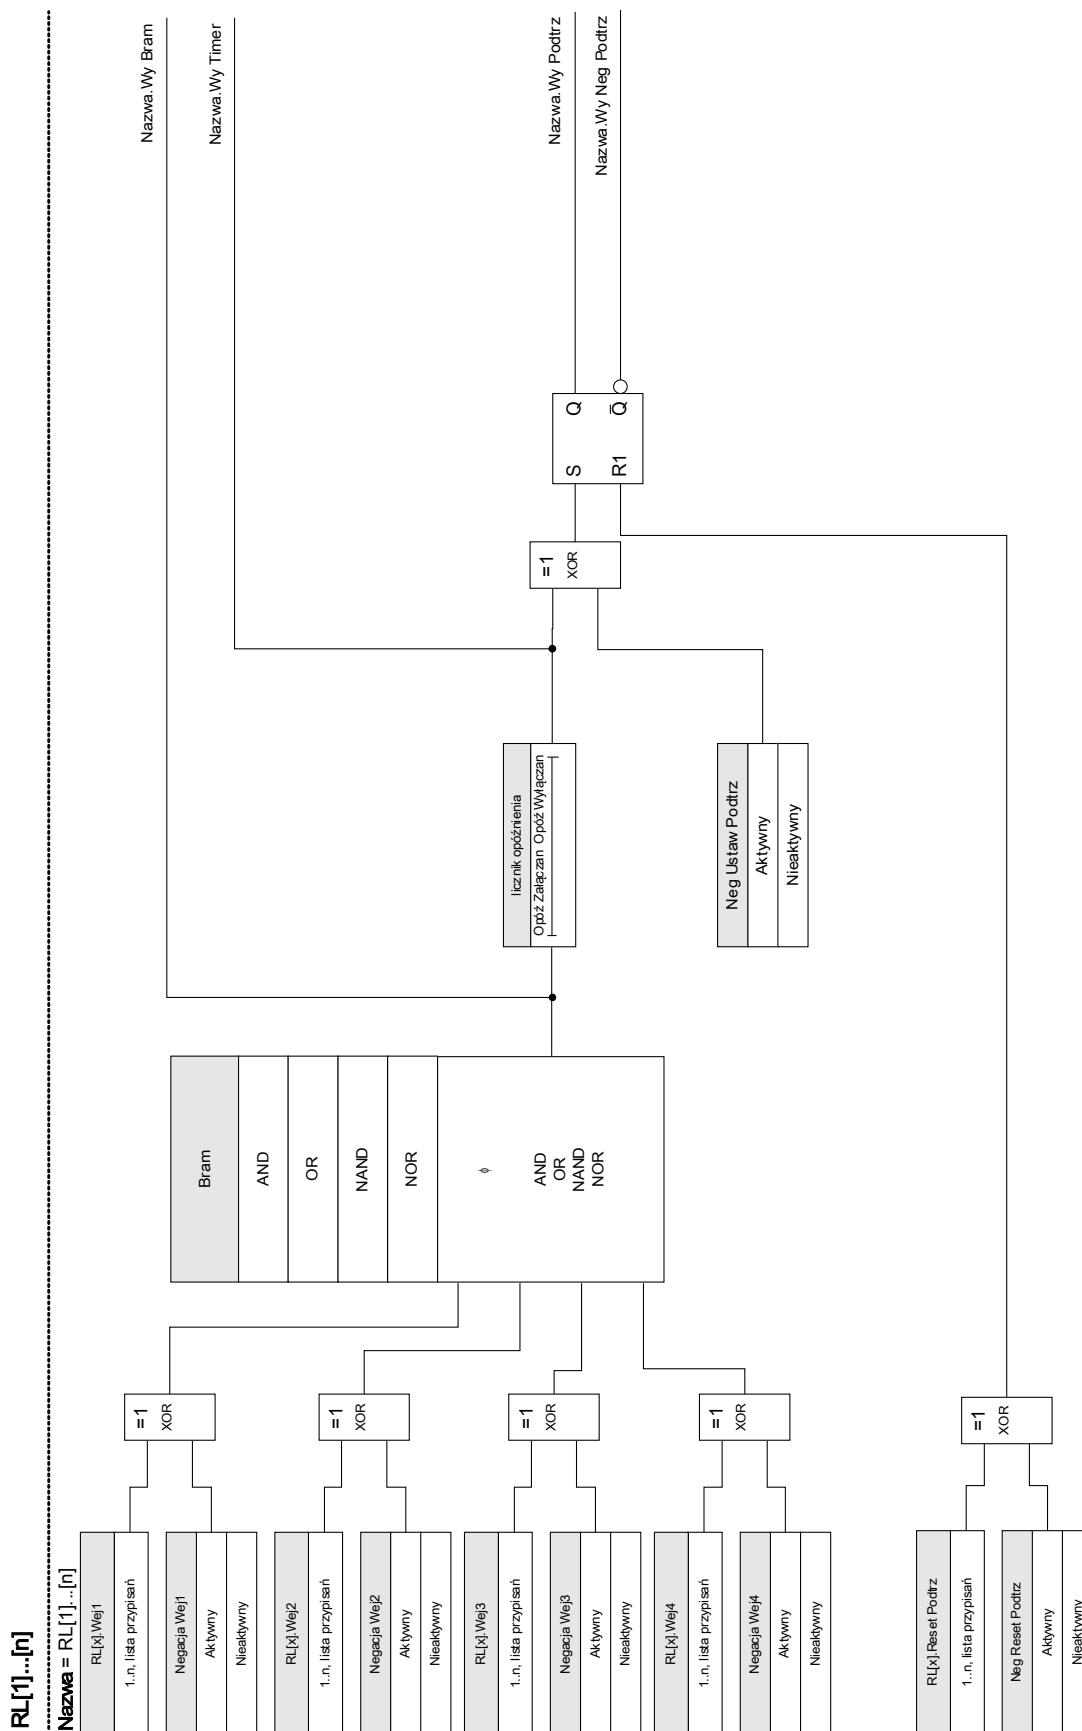 RL[1]...[n]
Nazwa = RL[1]...[n]
RL[x].Wej1
1..n, lista przypisań
Negacja Wej1
Aktywny
Nieaktywny
RL[x].Wej2
1..n, lista przypisań
Negacja Wej2
Aktywny
Nieaktywny
RL[x].Wej3
1..n, lista przypisań
Negacja Wej3
Aktywny
Nieaktywny
RL[x].Wej4
1..n, lista przypisań
Negacja Wej4
Aktywny
Nieaktywny
RL[x].Reset Podtrz
1..n, lista przypisań
Neg Reset Podtrz
Aktywny
Nieaktywny
=1
XOR
=1
XOR
=1
XOR
=1
XOR
=1
XOR
Bram
AND
OR
NAND
NOR
ϕ
AND
OR
NAND
NOR
licznik opóźnienia
Opóź Załączan Opóź Wyłączan
Neg Ustaw Podtrz
Aktywny
Nieaktywny
=1
XOR
S Q
R1 Q
Nazwa.Wy Bram
Nazwa.Wy Timer
Nazwa.Wy Podtrz
Nazwa.Wy Neg Podtrz